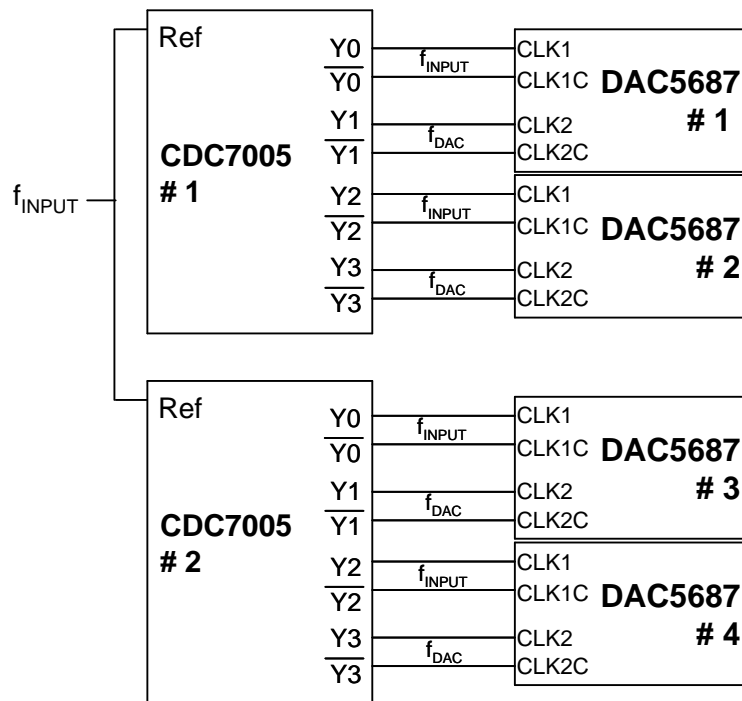 f_INPUT
Ref
CDC7005
# 1
Y0
Y0
Y1
Y1
Y2
Y2
Y3
Y3
f_INPUT
f_DAC
f_INPUT
f_DAC
CLK1
CLK1C
CLK2
CLK2C
DAC5687
# 1
CLK1
CLK1C
CLK2
CLK2C
DAC5687
# 2
Ref
CDC7005
# 2
Y0
Y0
Y1
Y1
Y2
Y2
Y3
Y3
f_INPUT
f_DAC
f_INPUT
f_DAC
CLK1
CLK1C
CLK2
CLK2C
DAC5687
# 3
CLK1
CLK1C
CLK2
CLK2C
DAC5687
# 4